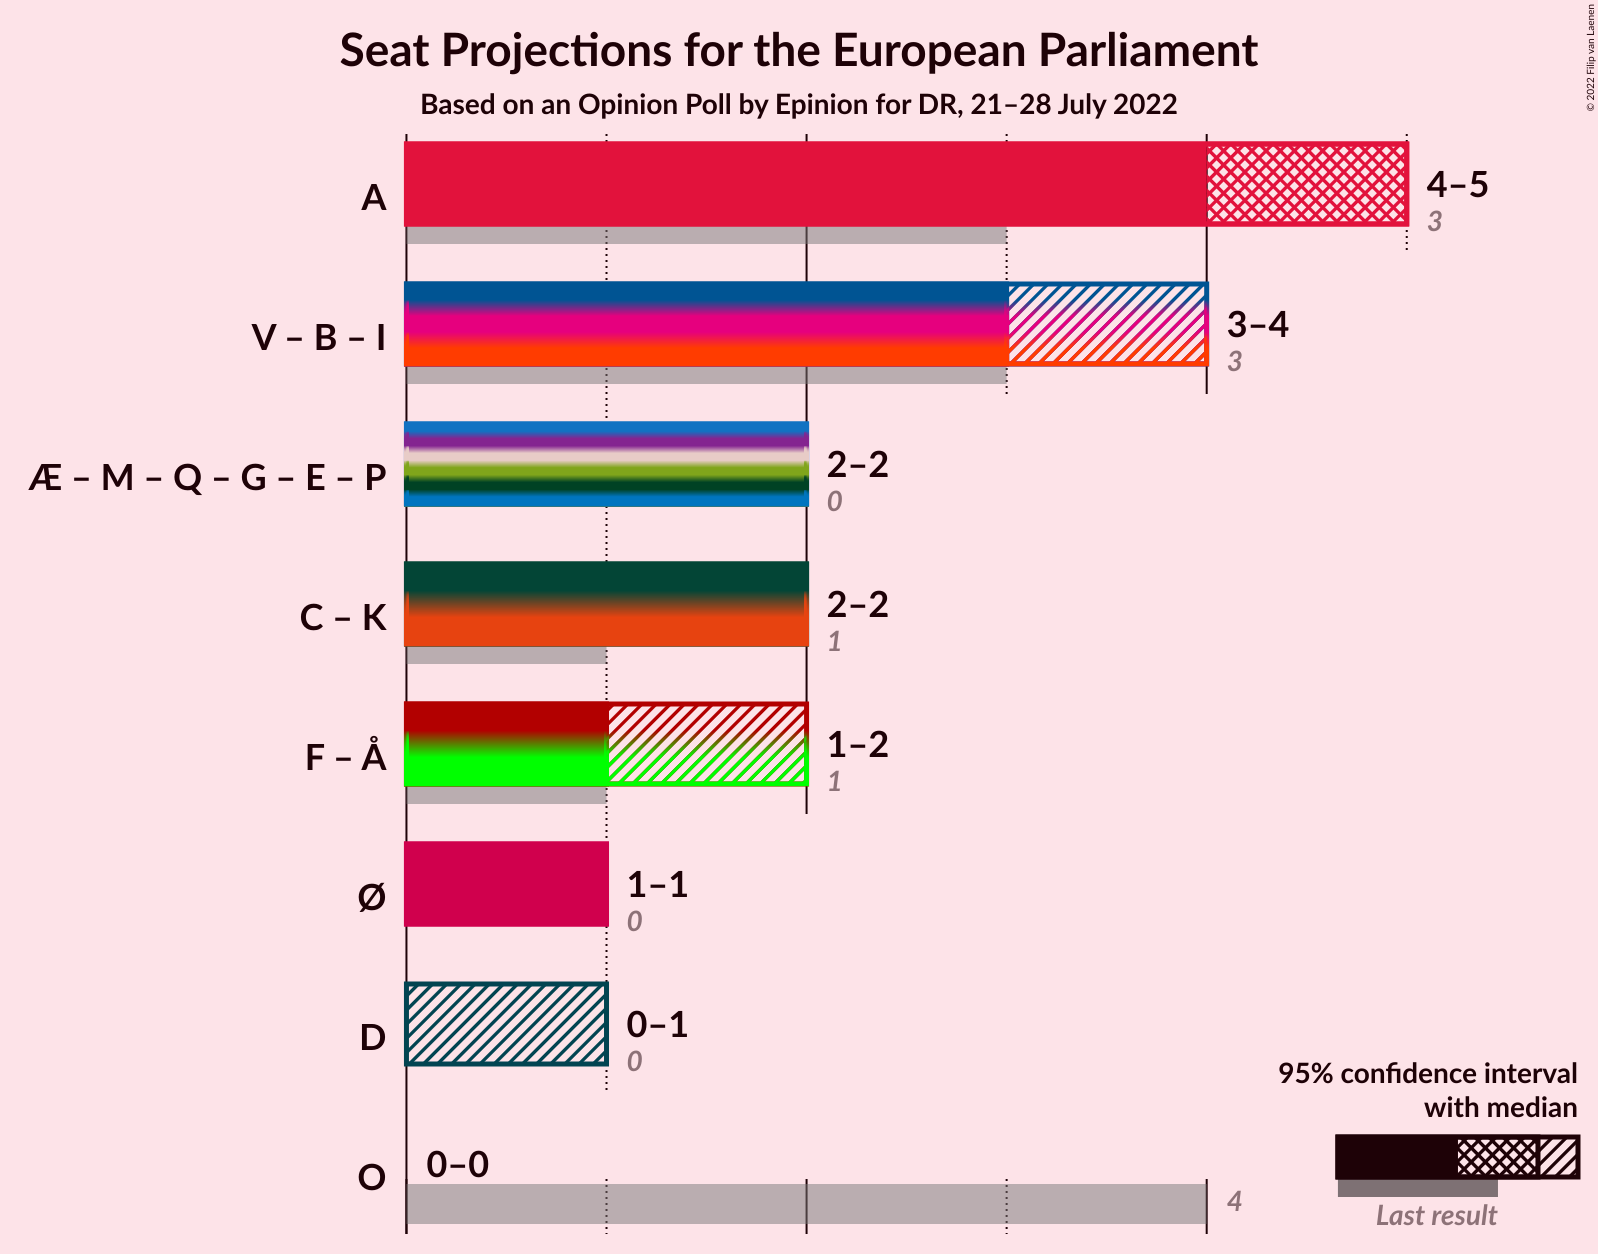 Seat Projections for the European Parliament
Based on an Opinion Poll by Epinion for DR, 21–28 July 2022
© 2022 Filip van Laenen
A
4–5
3
V – B – I
3–4
3
Æ – M – Q – G – E – P
2–2
0
C – K
2–2
1
F – Å
1–2
1
Ø
1–1
0
D
0–1
0
O
0–0
4
95% confidence interval
with median
Last result